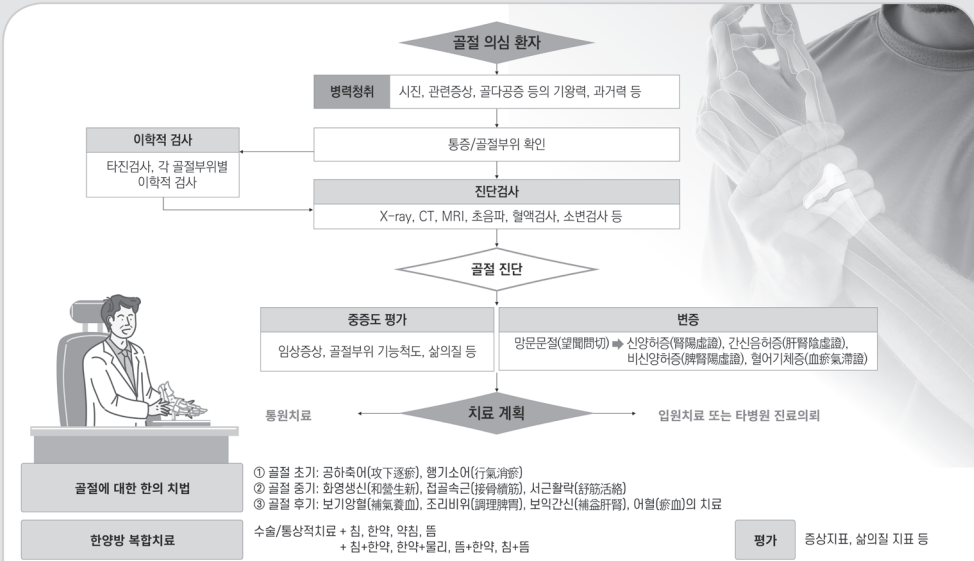 골절 의심 환자
병력청취
시진, 관련증상, 골다공증 등의 기왕력, 과거력 등
통증/골절부위 확인
이학적 검사
타진검사, 각 골절부위별
이학적 검사
진단검사
X-ray, CT, MRI, 초음파, 혈액검사, 소변검사 등
골절 진단
중증도 평가
임상증상, 골절부위 기능척도, 삶의질 등
변증
망문문절(望聞問切) ➡ 신양허증(腎陽虛證), 간신음허증(肝腎陰虛證),
비신양허증(脾腎陽虛證), 혈어기체증(血瘀氣滯證)
통원치료
치료 계획
입원치료 또는 타병원 진료의뢰
골절에 대한 한의 치법
① 골절 초기: 공하축어(攻下逐瘀), 행기소어(行氣消瘀)
② 골절 중기: 화영생신(和營生新), 접골속근(接骨續筋), 서근활락(舒筋活絡)
③ 골절 후기: 보기양혈(補氣養血), 조리비위(調理脾胃), 보익간신(補益肝腎), 어혈(瘀血)의 치료
한양방 복합치료
수술/통상적치료 + 침, 한약, 약침, 뜸
+ 침+한약, 한약+물리, 뜸+한약, 침+뜸
평가
증상지표, 삶의질 지표 등